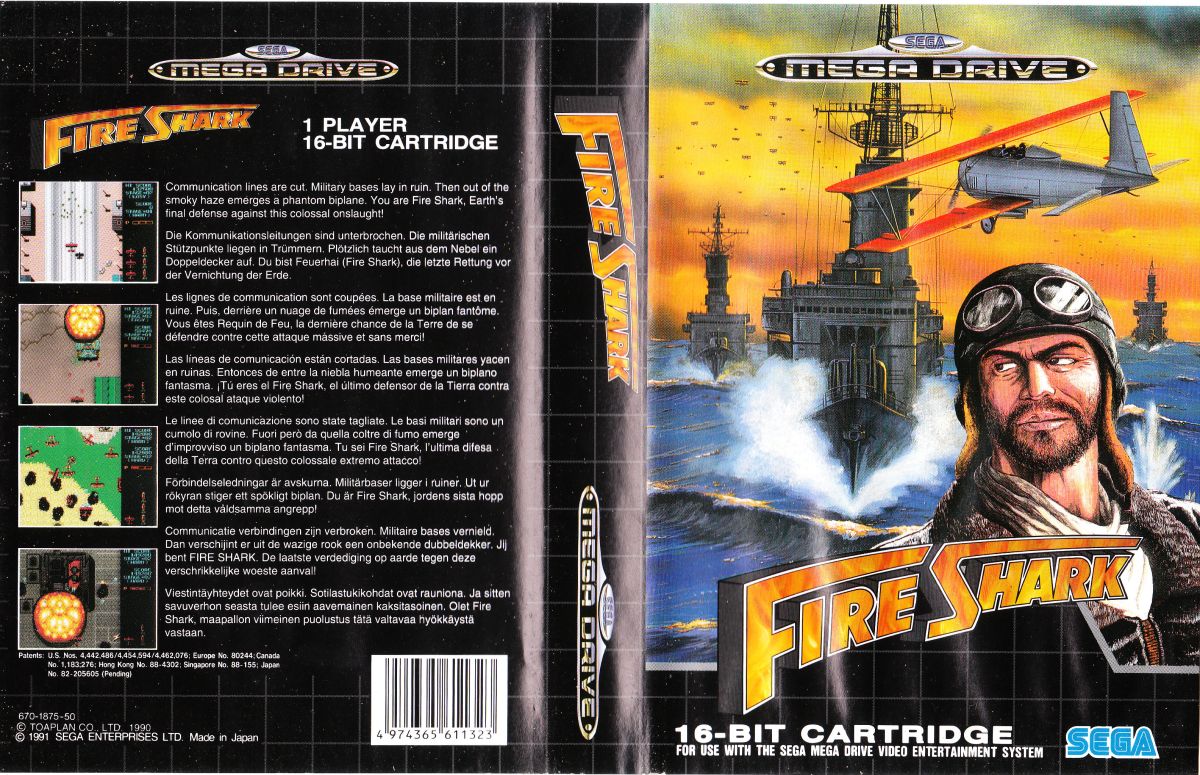 SEGA
MEGA DRIVE
FIRE SHARK
1 PLAYER
16-BIT CARTRIDGE
Communication lines are cut. Military bases lay in ruin. Then out of the
smoky haze emerges a phantom biplane. You are Fire Shark, Earth's
final defense against this colossal onslaught!
Die Kommunikationsleitungen sind unterbrochen. Die militärischen
Stützpunkte liegen in Trümmern. Plötzlich taucht aus dem Nebel ein
Doppeldecker auf. Du bist Feuerhai (Fire Shark), die letzte Rettung vor
der Vernichtung der Erde.
Les lignes de communication sont coupées. La base militaire est en
ruine. Puis, derrière un nuage de fumées émerge un biplan fantôme.
Vous êtes Requin de Feu, la dernière chance de la Terre de se
défendre contre cette attaque màssive et sans merci!
Las líneas de comunicación están cortadas. Las bases militares yacen
en ruinas. Entonces de entre la niebla humeante emerge un biplano
fantasma. ¡Tú eres el Fire Shark, el último defensor de la Tierra contra
este colosal ataque violento!
Le linee di comunicazione sono state tagliate. Le basi militari sono un
cumolo di rovine. Fuori però da quella coltre di fumo emerge
d'improvviso un biplano fantasma. Tu sei Fire Shark, l'ultima difesa
della Terra contro questo colossale extremo attacco!
Förbindelseledningar är avskurna. Militärbaser ligger i ruiner. Ut ur
rökyran stiger ett spökligt biplan. Du är Fire Shark, jordens sista hopp
mot detta våldsamma angrepp!
Communicatie verbindingen zijn verbroken. Militaire bases vernield.
Dan verschijint er uit de wazige rook een onbekende dubbeldekker. Jij
bent FIRE SHARK. De laatste verdediging op aarde tegen deze
verschrikkelijke woeste aanval!
Viestintäyhteydet ovat poikki. Sotilastukikohdat ovat rauniona. Ja sitten
savuverhon seasta tulee esiin aavemainen kaksitasoinen. Olet Fire
Shark, maapallon viimeinen puolustus tätä valtavaa hyökkäystä
vastaan.
Patents: U.S. Nos. 4,442,486/4,454,594/4,462,076; Europe No. 80244; Canada
No. 1,183,276; Hong Kong No. 88-4302; Singapore No. 88-155; Japan
No. 82-205605 (Pending)
670-1875-50
© TOAPLAN CO., LTD. 1990
© 1991 SEGA ENTERPRISES LTD. Made in Japan
4 974365 611323
FIRE SHARK
SEGA
MEGA DRIVE
SEGA
MEGA DRIVE
FIRE SHARK
16-BIT CARTRIDGE
FOR USE WITH THE SEGA MEGA DRIVE VIDEO ENTERTAINMENT SYSTEM
SEGA